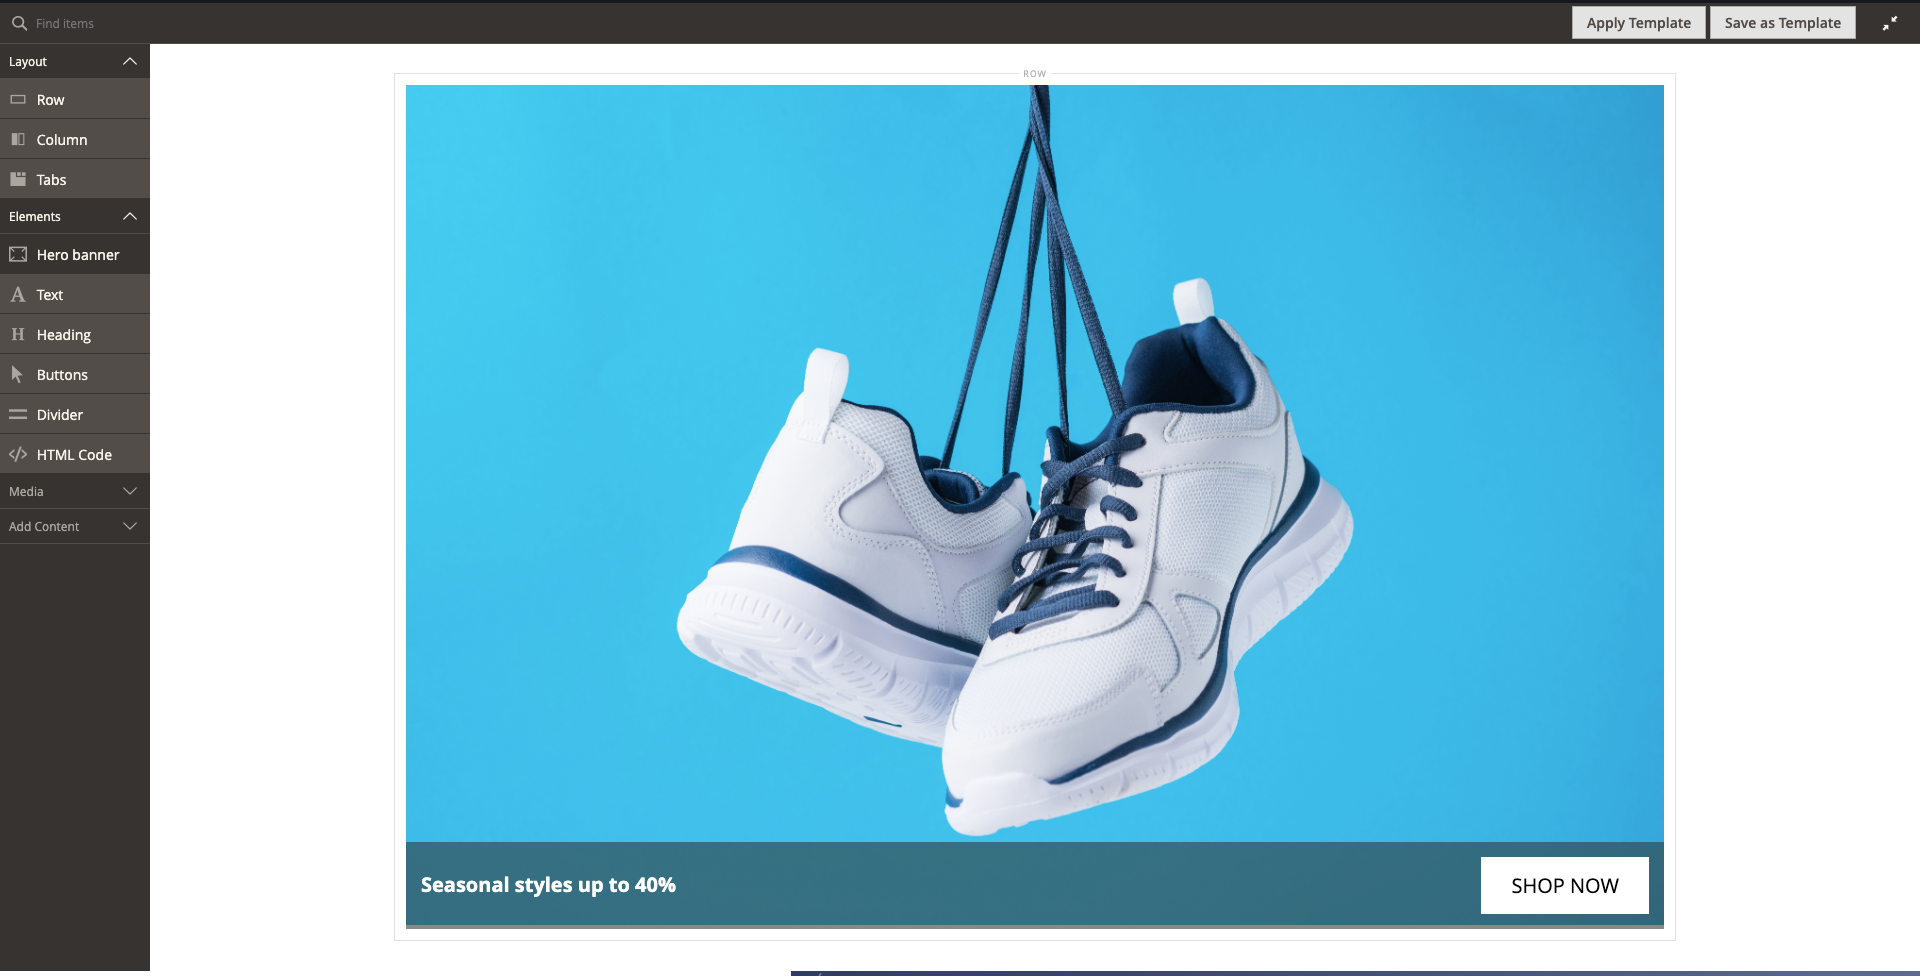 Find items
Apply Template
Save as Template
Layout
Row
Column
Tabs
Elements
Hero banner
Text
Heading
Buttons
Divider
HTML Code
Media
Add Content
ROW
Seasonal styles up to 40%
SHOP NOW